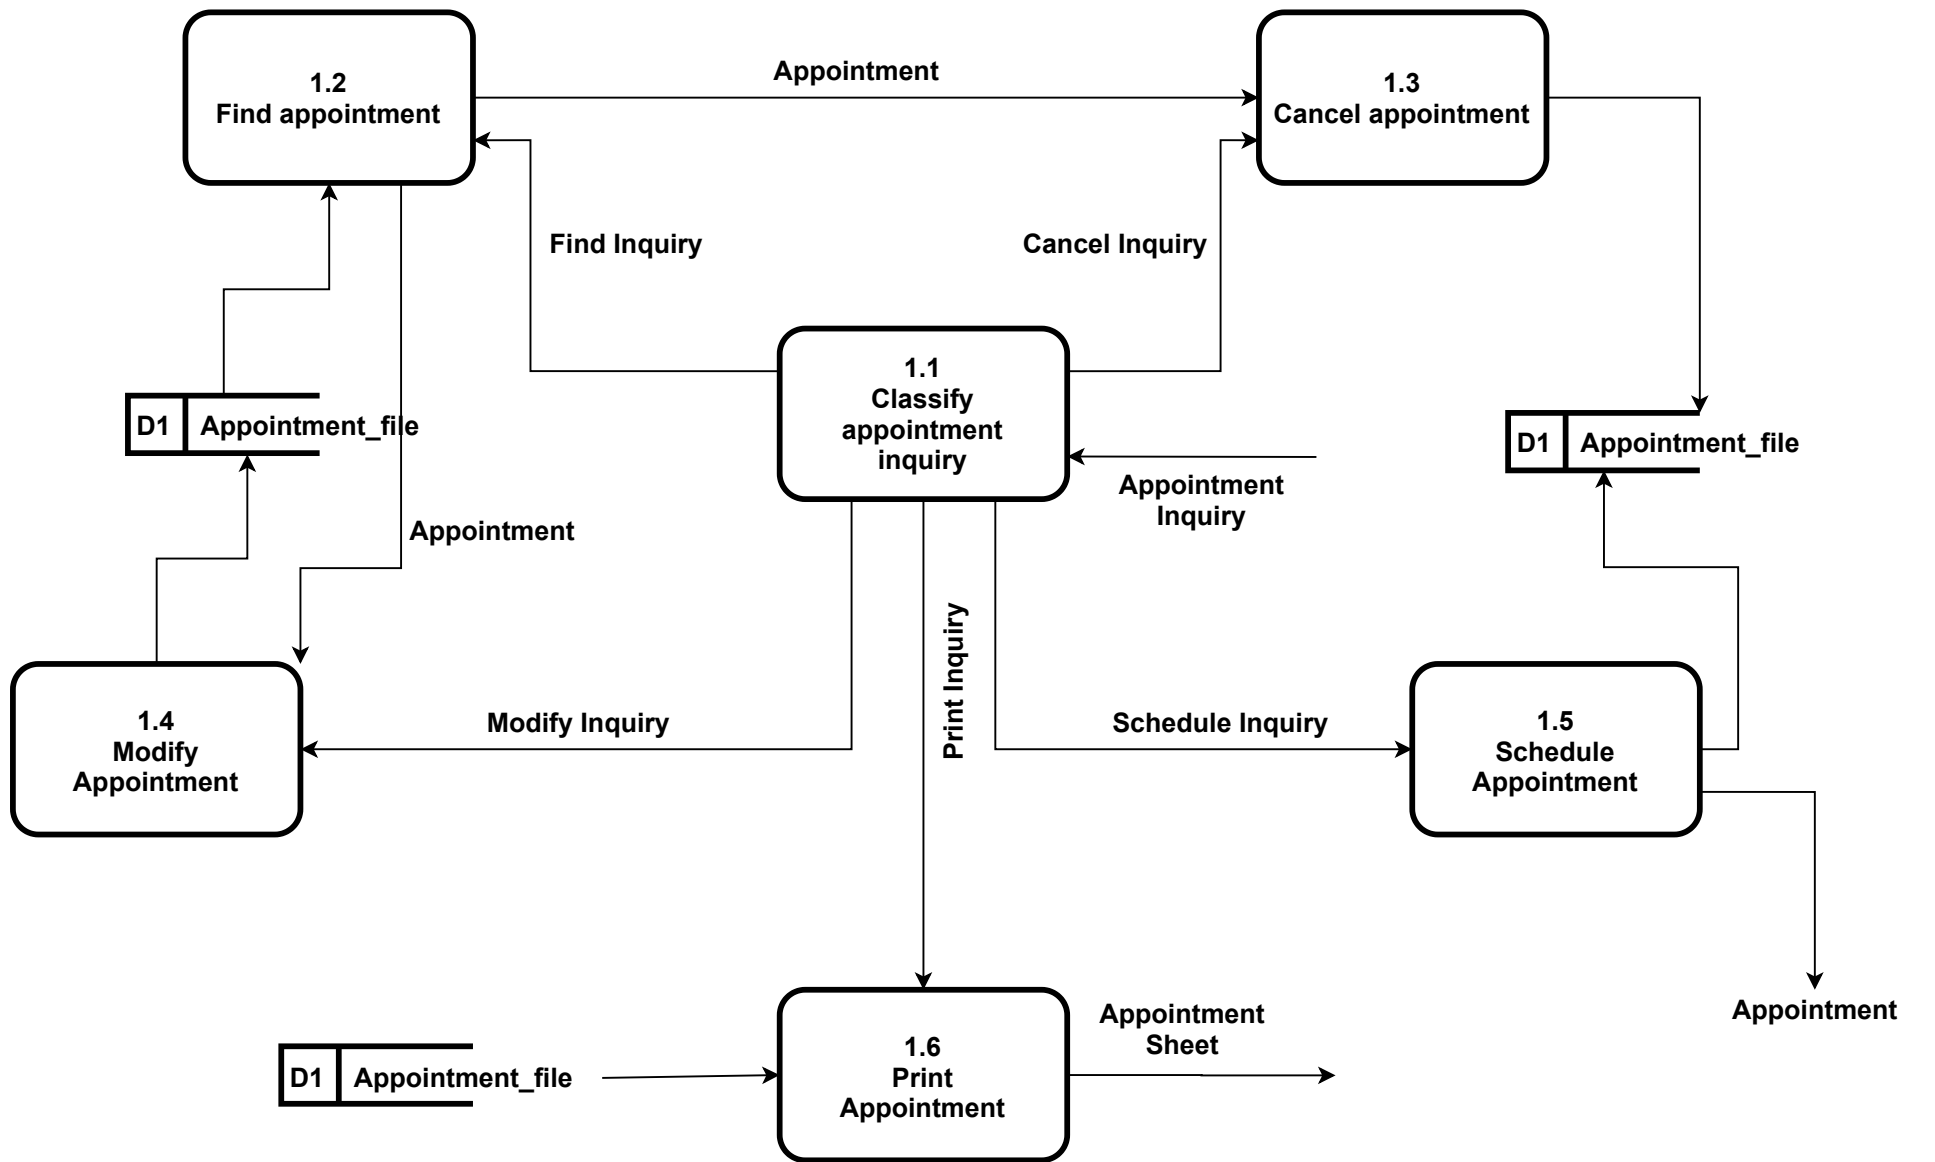 1.2
Find appointment
Appointment
1.3
Cancel appointment
Find Inquiry
Cancel Inquiry
1.1
Classify
appointment
inquiry
D1 Appointment_file
D1 Appointment_file
Appointment
Inquiry
Appointment
Print Inquiry
1.4
Modify
Appointment
Modify Inquiry
Schedule Inquiry
1.5
Schedule
Appointment
Appointment
Appointment
Sheet
D1 Appointment_file
1.6
Print
Appointment